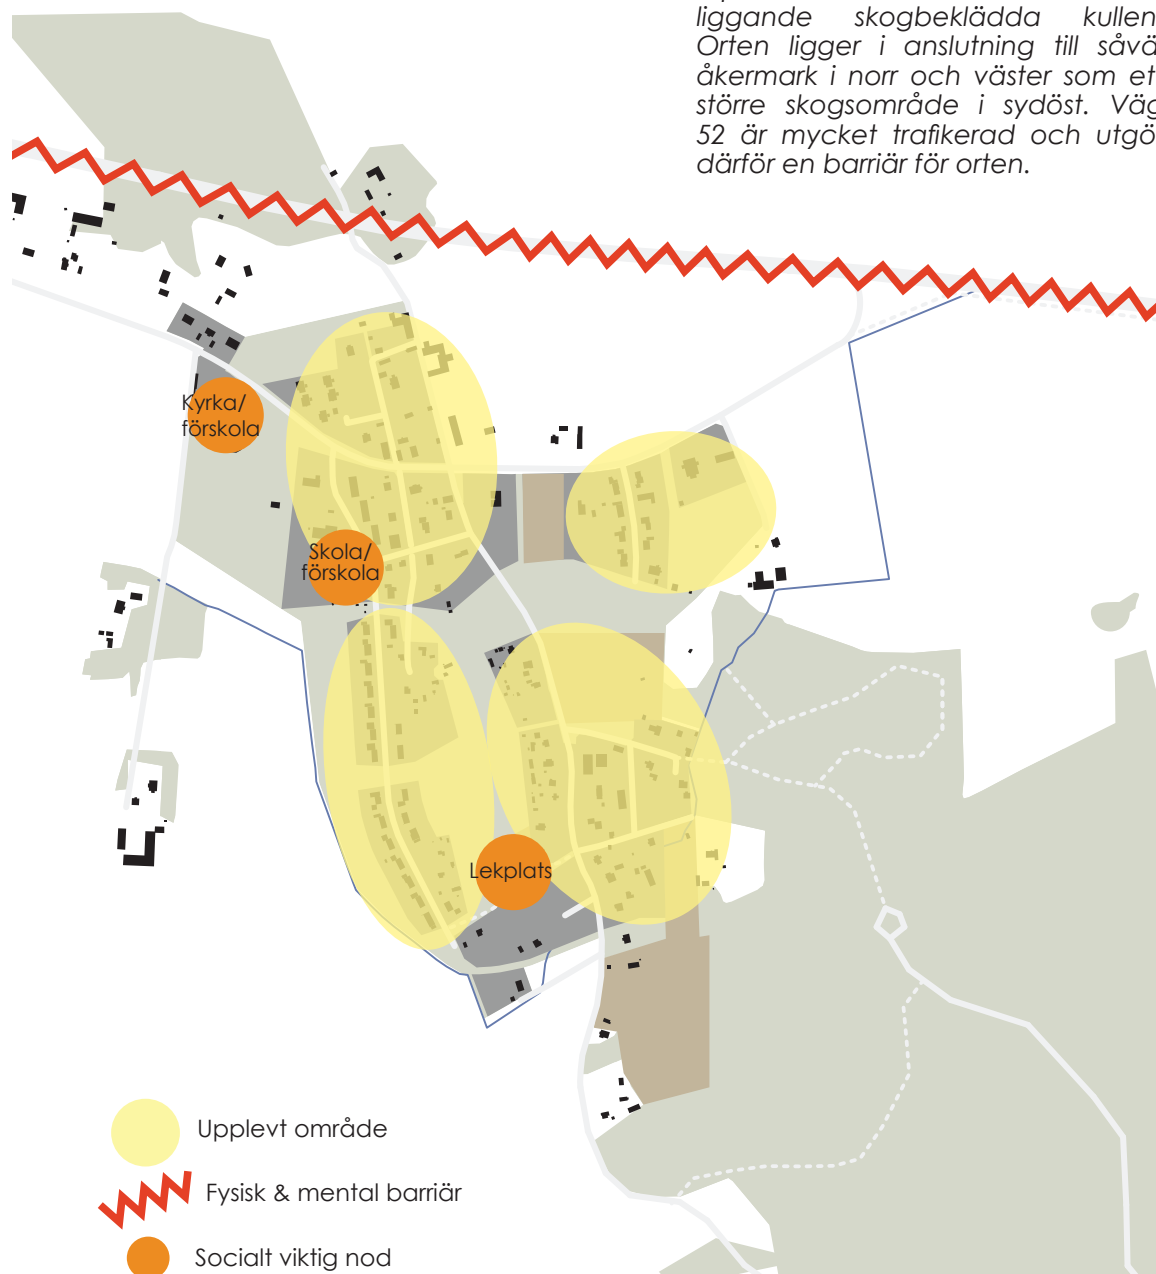 liggande skogbeklädda kullen
Orten ligger i anslutning till såvä
åkermark i norr och väster som et
större skogsområde i sydöst. Väg
52 är mycket trafikerad och utgö
därför en barriär för orten.
Kyrka/
förskola
Skola/
förskola
Lekplats
Upplevt område
Fysisk & mental barriär
Socialt viktig nod